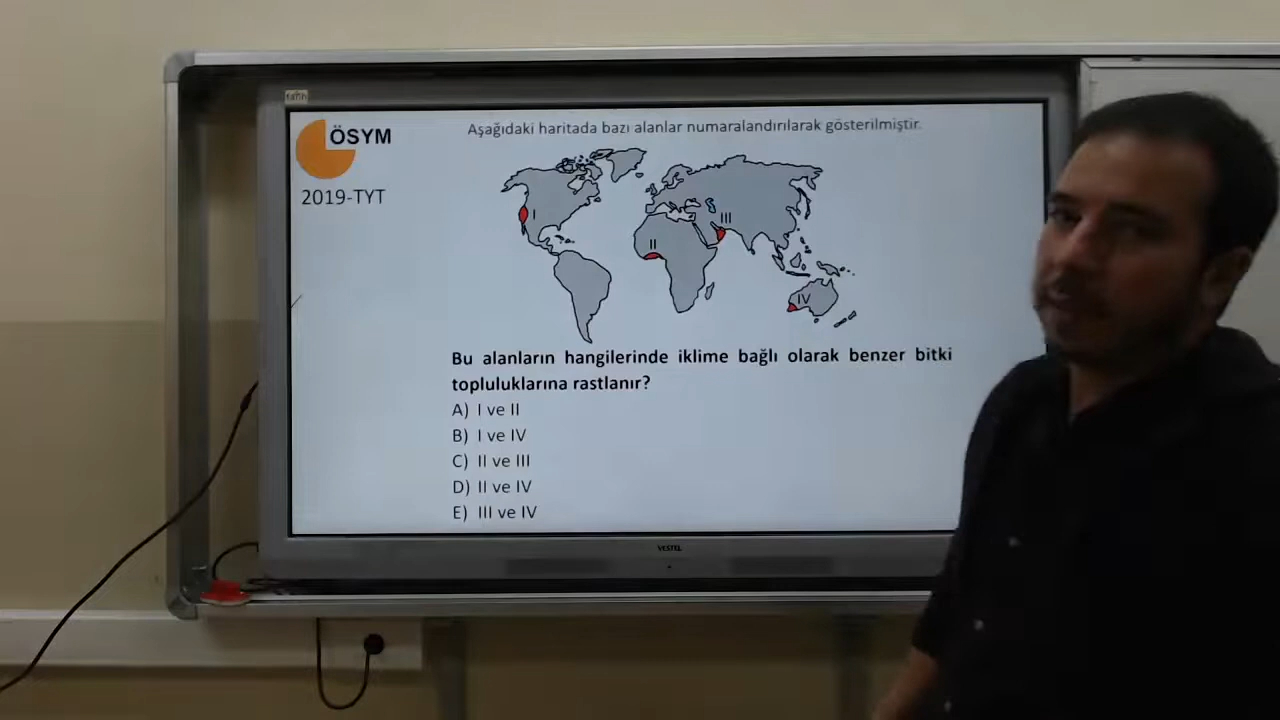 ÖSYM
2019-TYT
Aşağıdaki haritada bazı alanlar numaralandırılarak gösterilmiştir.
I
II
III
IV
Bu alanların hangilerinde iklime bağlı olarak benzer bitki
topluluklarına rastlanır?
A) I ve II
B) I ve IV
C) II ve III
D) II ve IV
E) III ve IV
VESTEL